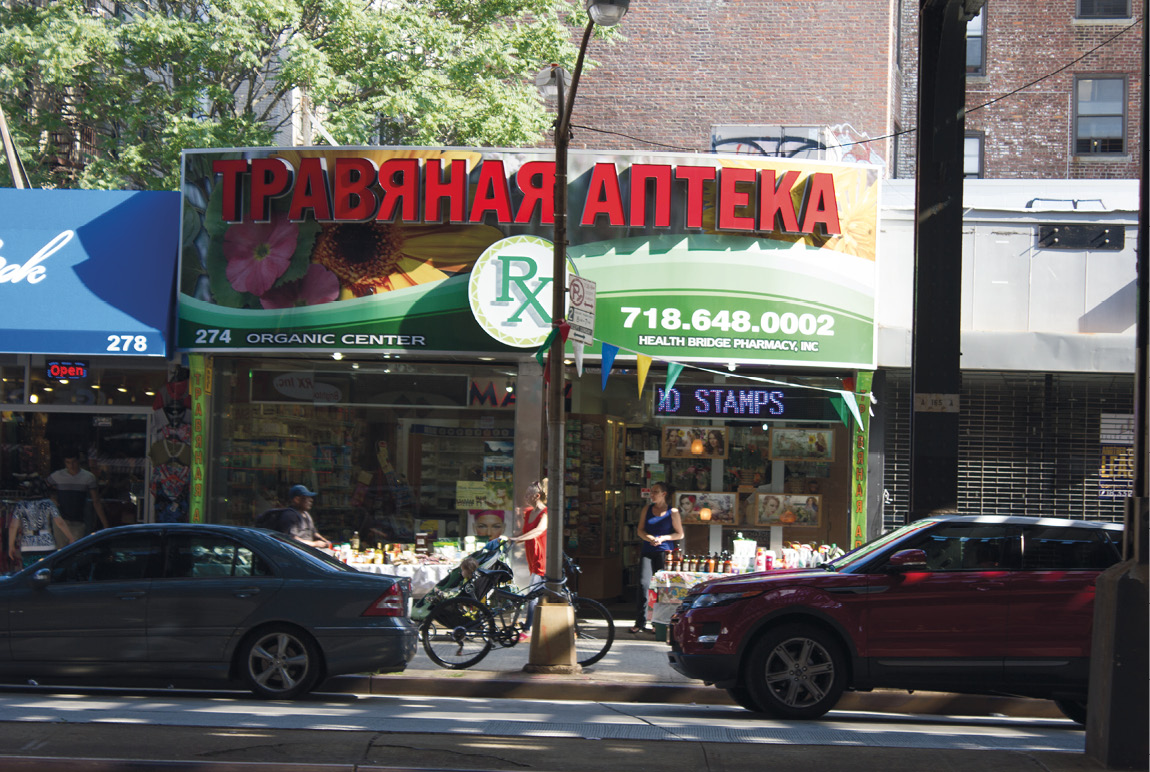 ТРАВЯНАЯ АПТЕКА
RX
718.648.0002
274 ORGANIC CENTER
HEALTH BRIDGE PHARMACY, INC
278
Open
STAMPS